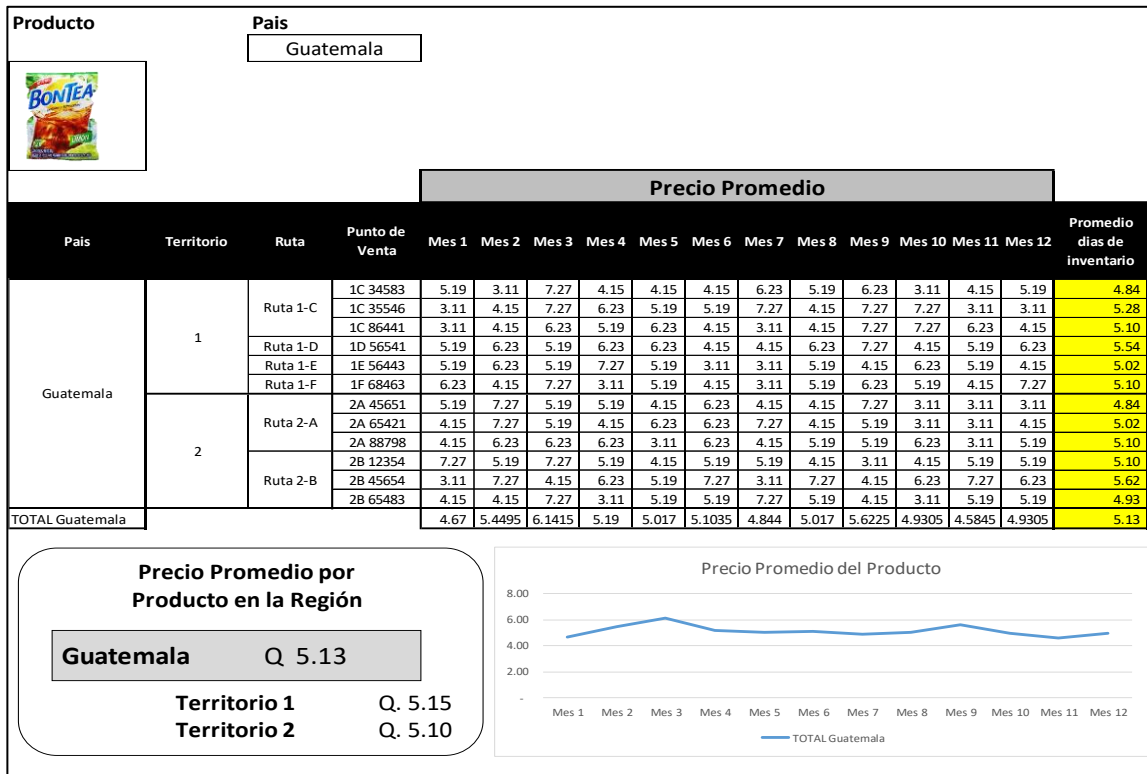 Producto Pais
Guatemala
BONTEA
LIMÓN
Precio Promedio
Pais Territorio Ruta Punto de Venta Mes 1 Mes 2 Mes 3 Mes 4 Mes 5 Mes 6 Mes 7 Mes 8 Mes 9 Mes 10 Mes 11 Mes 12 Promedio dias de inventario
Guatemala 1 Ruta 1-C 1C 34583 5.19 3.11 7.27 4.15 4.15 4.15 6.23 5.19 6.23 3.11 4.15 5.19 4.84
1C 35546 3.11 4.15 7.27 6.23 5.19 5.19 7.27 4.15 7.27 7.27 3.11 3.11 5.28
1C 86441 3.11 4.15 6.23 5.19 6.23 4.15 3.11 4.15 7.27 7.27 6.23 4.15 5.10
Ruta 1-D 1D 56541 5.19 6.23 5.19 6.23 6.23 4.15 4.15 6.23 7.27 4.15 5.19 6.23 5.54
Ruta 1-E 1E 56443 5.19 6.23 5.19 7.27 5.19 3.11 3.11 5.19 4.15 6.23 5.19 4.15 5.02
Ruta 1-F 1F 68463 6.23 4.15 7.27 3.11 5.19 4.15 3.11 5.19 6.23 5.19 4.15 7.27 5.10
2 Ruta 2-A 2A 45651 5.19 7.27 5.19 5.19 4.15 6.23 4.15 4.15 7.27 3.11 3.11 3.11 4.84
2A 65421 4.15 7.27 5.19 4.15 6.23 6.23 7.27 4.15 5.19 3.11 3.11 4.15 5.02
2A 88798 4.15 6.23 6.23 6.23 3.11 6.23 4.15 5.19 5.19 6.23 3.11 5.19 5.10
Ruta 2-B 2B 12354 7.27 5.19 7.27 5.19 4.15 5.19 5.19 4.15 3.11 4.15 5.19 5.19 5.10
2B 45654 3.11 7.27 4.15 6.23 5.19 7.27 3.11 7.27 4.15 6.23 7.27 6.23 5.62
2B 65483 4.15 4.15 7.27 3.11 5.19 5.19 7.27 5.19 4.15 3.11 5.19 5.19 4.93
TOTAL Guatemala 4.67 5.4495 6.1415 5.19 5.017 5.1035 4.844 5.017 5.6225 4.9305 4.5845 4.9305 5.13
Precio Promedio por
Producto en la Región
Guatemala Q 5.13
Territorio 1 Q. 5.15
Territorio 2 Q. 5.10
Precio Promedio del Producto
8.00
6.00
4.00
2.00
-
Mes 1 Mes 2 Mes 3 Mes 4 Mes 5 Mes 6 Mes 7 Mes 8 Mes 9 Mes 10 Mes 11 Mes 12
TOTAL Guatemala